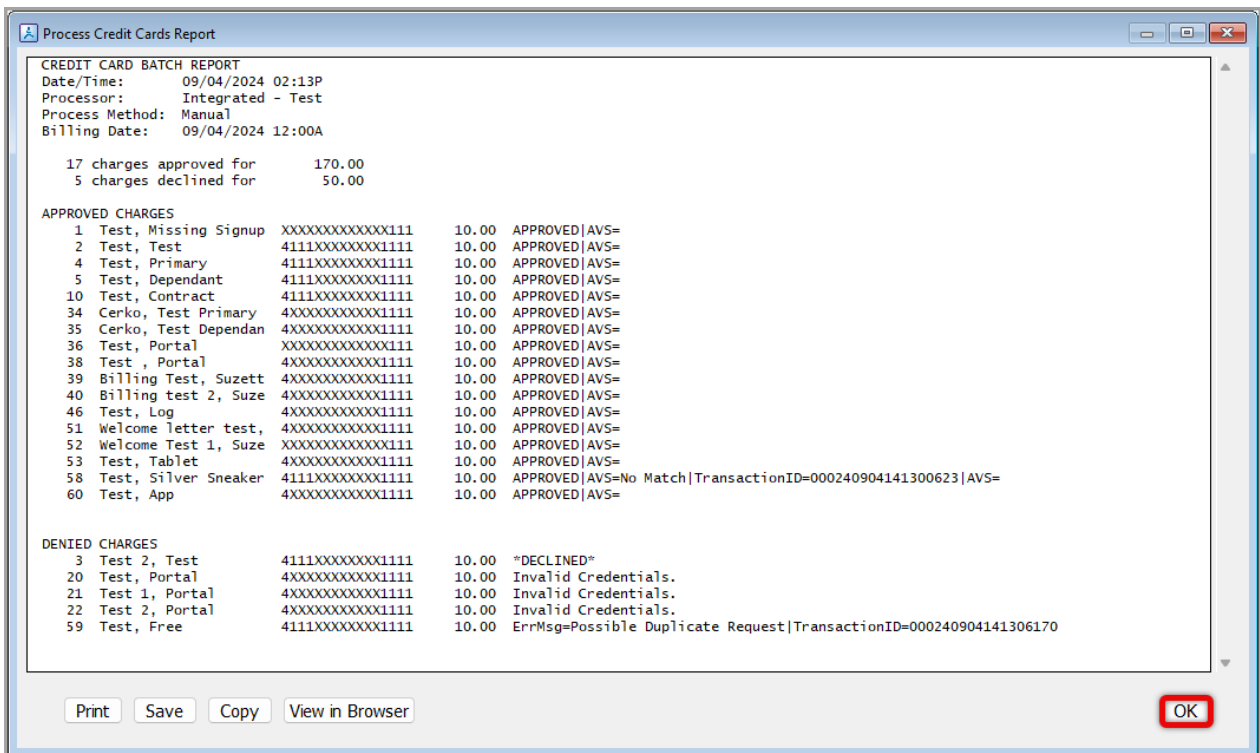 Process Credit Cards Report
CREDIT CARD BATCH REPORT
Date/Time: 09/04/2024 02:13P
Processor: Integrated - Test
Process Method: Manual
Billing Date: 09/04/2024 12:00A
17 charges approved for 170.00
5 charges declined for 50.00
APPROVED CHARGES
1 Test, Missing Signup XXXXXXXXXXXXX111 10.00 APPROVED|AVS=
2 Test, Test 4111XXXXXXXX1111 10.00 APPROVED|AVS=
4 Test, Primary 4111XXXXXXXX1111 10.00 APPROVED|AVS=
5 Test, Dependant 4111XXXXXXXX1111 10.00 APPROVED|AVS=
10 Test, Contract 4111XXXXXXXX1111 10.00 APPROVED|AVS=
34 Cerko, Test Primary 4XXXXXXXXXXX1111 10.00 APPROVED|AVS=
35 Cerko, Test Dependan 4XXXXXXXXXXX1111 10.00 APPROVED|AVS=
36 Test, Portal XXXXXXXXXXXXX111 10.00 APPROVED|AVS=
38 Test , Portal 4XXXXXXXXXXX1111 10.00 APPROVED|AVS=
39 Billing Test, Suzett 4XXXXXXXXXXX1111 10.00 APPROVED|AVS=
40 Billing test 2, Suze 4XXXXXXXXXXX1111 10.00 APPROVED|AVS=
46 Test, Log 4XXXXXXXXXXX1111 10.00 APPROVED|AVS=
51 Welcome letter test, 4XXXXXXXXXXX1111 10.00 APPROVED|AVS=
52 Welcome Test 1, Suze XXXXXXXXXXXXX111 10.00 APPROVED|AVS=
53 Test, Tablet 4XXXXXXXXXXX1111 10.00 APPROVED|AVS=
58 Test, Silver Sneaker 4111XXXXXXXX1111 10.00 APPROVED|AVS=No Match|TransactionID=000240904141300623|AVS=
60 Test, App 4XXXXXXXXXXX1111 10.00 APPROVED|AVS=
DENIED CHARGES
3 Test 2, Test 4111XXXXXXXX1111 10.00 *DECLINED*
20 Test, Portal 4XXXXXXXXXXX1111 10.00 Invalid Credentials.
21 Test 1, Portal 4XXXXXXXXXXX1111 10.00 Invalid Credentials.
22 Test 2, Portal 4XXXXXXXXXXX1111 10.00 Invalid Credentials.
59 Test, Free 4111XXXXXXXX1111 10.00 ErrMsg=Possible Duplicate Request|TransactionID=000240904141306170
Print Save Copy View in Browser OK